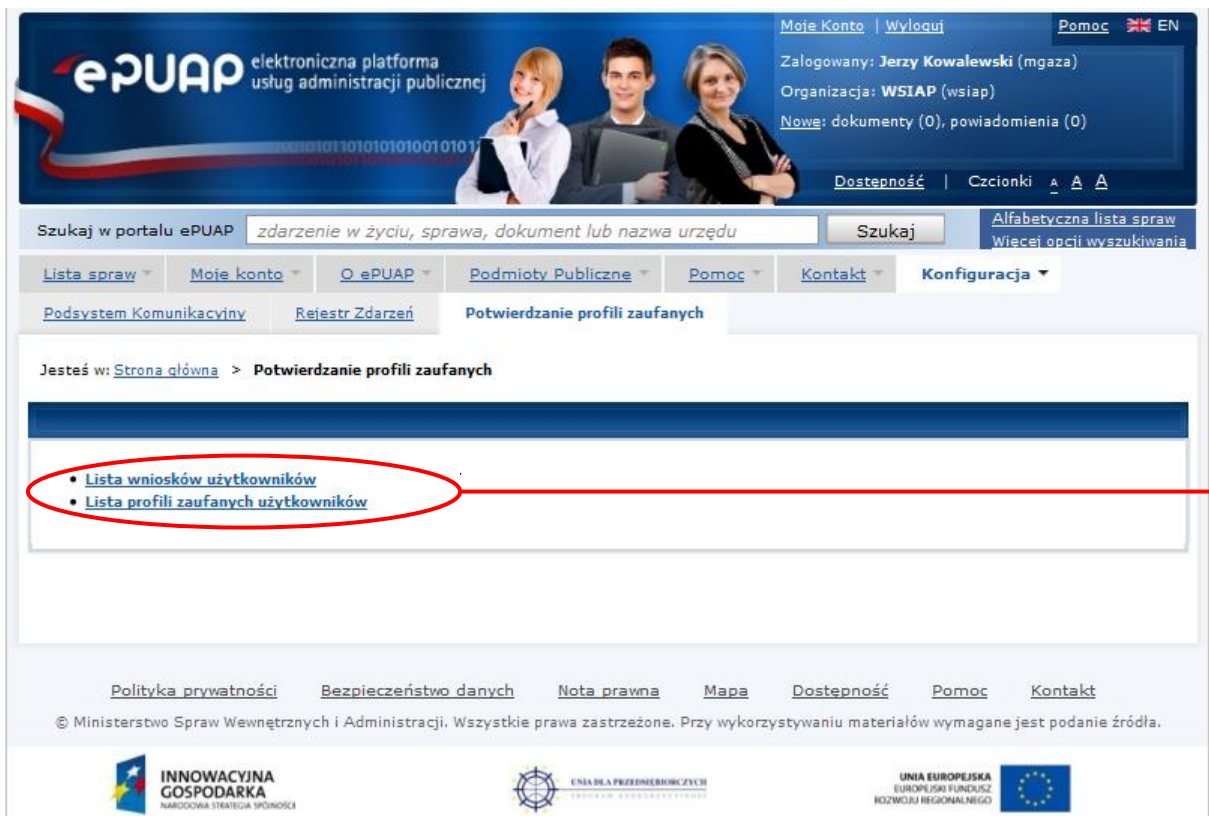 Moje Konto | Wyloguj Pomoc EN
ePUAP elektroniczna platforma
usług administracji publicznej
Zalogowany: Jerzy Kowalewski (mgaza)
Organizacja: WSIAP (wsiap)
Nowe: dokumenty (0), powiadomienia (0)
Dostępność | Czcionki A A A
Szukaj w portalu ePUAP zdarzenie w życiu, sprawa, dokument lub nazwa urzędu Szukaj
Alfabetyczna lista spraw
Więcej opcji wyszukiwania
Lista spraw Moje konto O ePUAP Podmioty Publiczne Pomoc Kontakt Konfiguracja
Podsystem Komunikacyjny Rejestr Zdarzeń Potwierdzanie profili zaufanych
Jesteś w: Strona główna > Potwierdzanie profili zaufanych
• Lista wniosków użytkowników
• Lista profili zaufanych użytkowników
Polityka prywatności Bezpieczeństwo danych Nota prawna Mapa Dostępność Pomoc Kontakt
© Ministerstwo Spraw Wewnętrznych i Administracji. Wszystkie prawa zastrzeżone. Przy wykorzystywaniu materiałów wymagane jest podanie źródła.
INNOWACYJNA
GOSPODARKA
NARODOWA STRATEGIA SPÓJNOŚCI
UNIA DLA PRZEDSIĘBIORCZYCH
UNIA EUROPEJSKA
EUROPEJSKI FUNDUSZ
ROZWOJU REGIONALNEGO